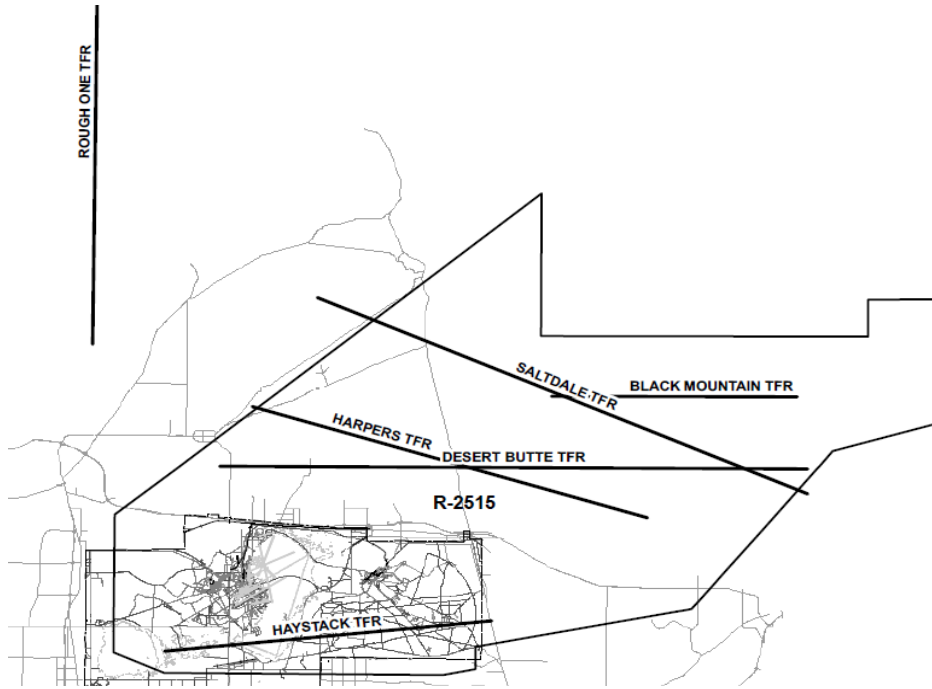 ROUGH ONE TFR
SALTDALE TFR
BLACK MOUNTAIN TFR
HARPERS TFR
DESERT BUTTE TFR
R-2515
HAYSTACK TFR